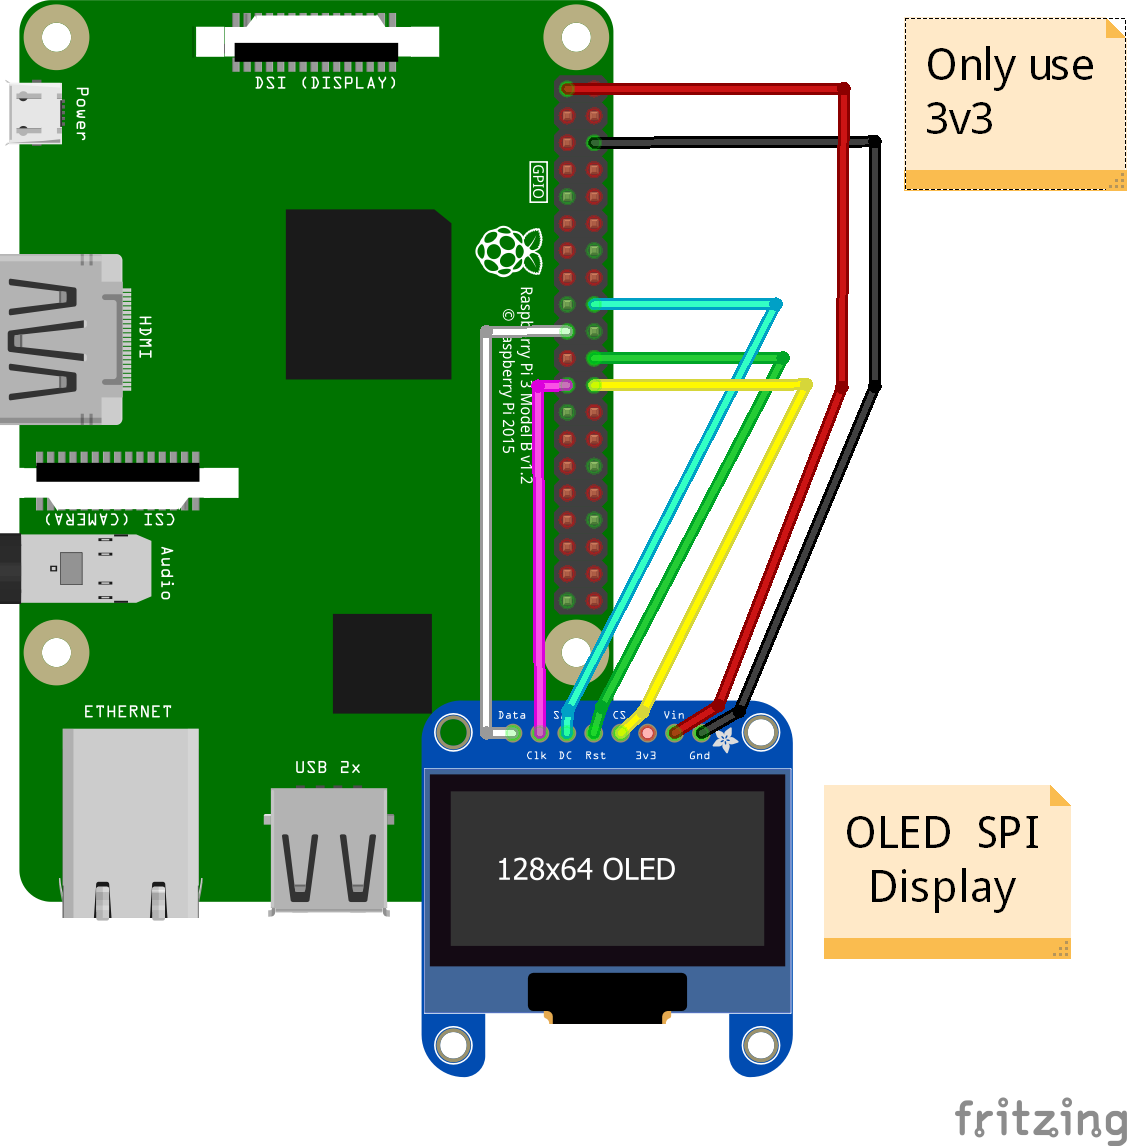 DSI (DISPLAY)
Only use
3v3
Power
GPIO
HDMI
Raspberry Pi 3 Model B v1.2
© Raspberry Pi 2015
CSI (CAMERA)
Audio
ETHERNET
USB 2x
Data
CS
Vin
Clk
DC
Rst
3v3
Gnd
128x64 OLED
OLED SPI
Display
fritzing